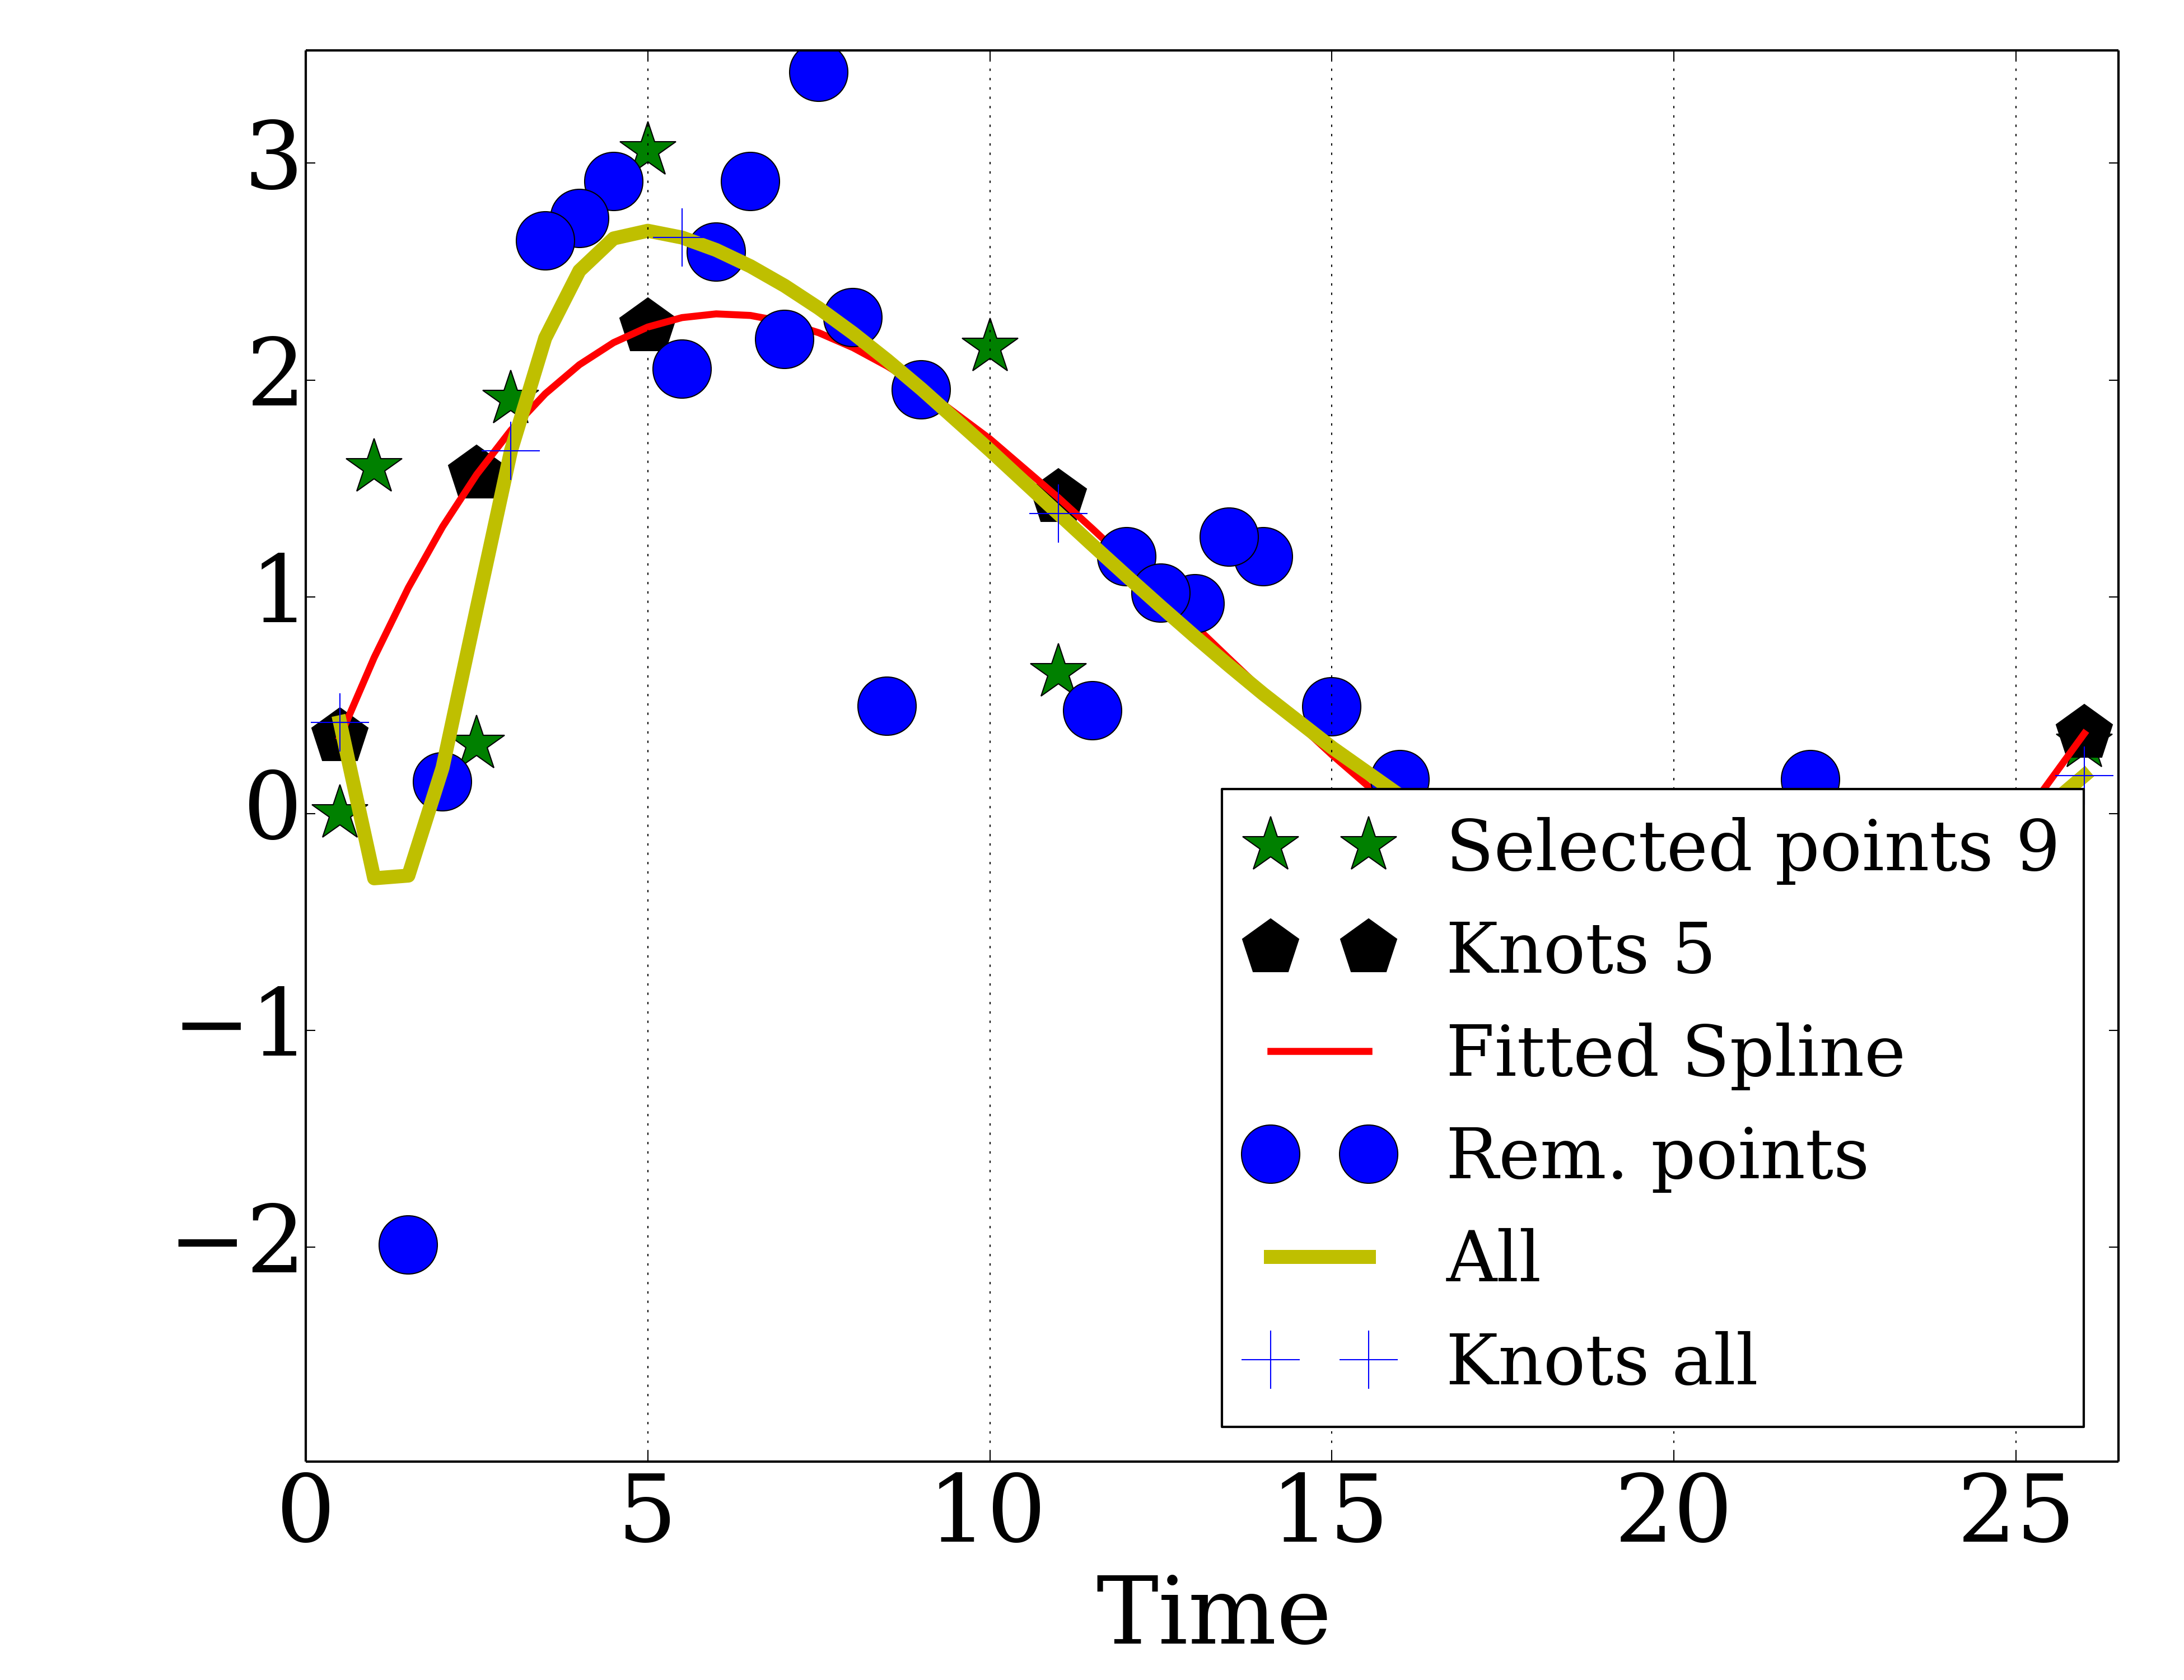 3
2
1
0
−1
−2
Selected points 9
Knots 5
Fitted Spline
Rem. points
All
Knots all
0 5 10 15 20 25
Time